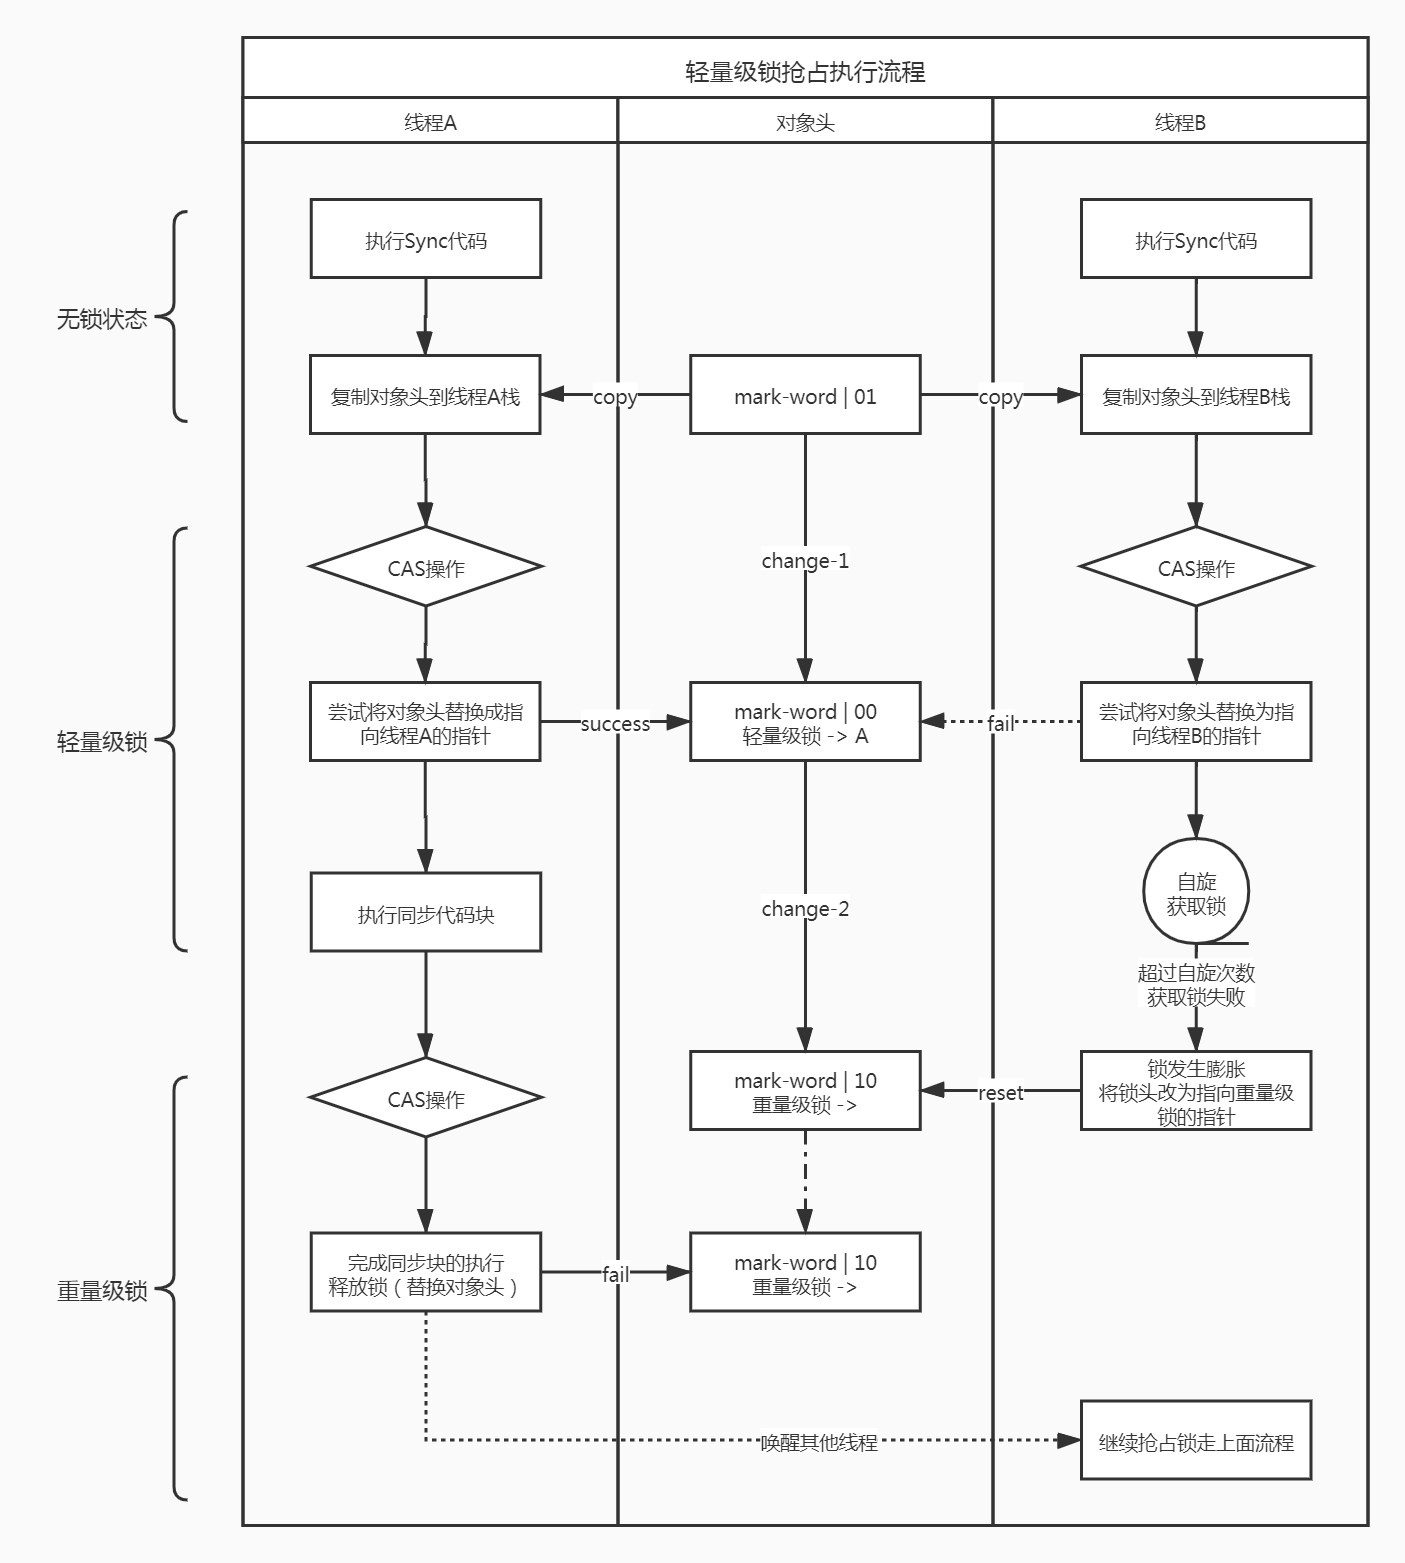 轻量级锁抢占执行流程
线程A
对象头
线程B
无锁状态
执行Sync代码
执行Sync代码
复制对象头到线程A栈
copy
mark-word | 01
copy
复制对象头到线程B栈
CAS操作
change-1
CAS操作
轻量级锁
尝试将对象头替换成指
向线程A的指针
success
mark-word | 00
轻量级锁 -> A
fail
尝试将对象头替换为指
向线程B的指针
执行同步代码块
change-2
自旋
获取锁
超过自旋次数
获取锁失败
CAS操作
mark-word | 10
重量级锁 ->
reset
锁发生膨胀
将锁头改为指向重量级
锁的指针
重量级锁
完成同步块的执行
释放锁（替换对象头）
fail
mark-word | 10
重量级锁 ->
唤醒其他线程
继续抢占锁走上面流程